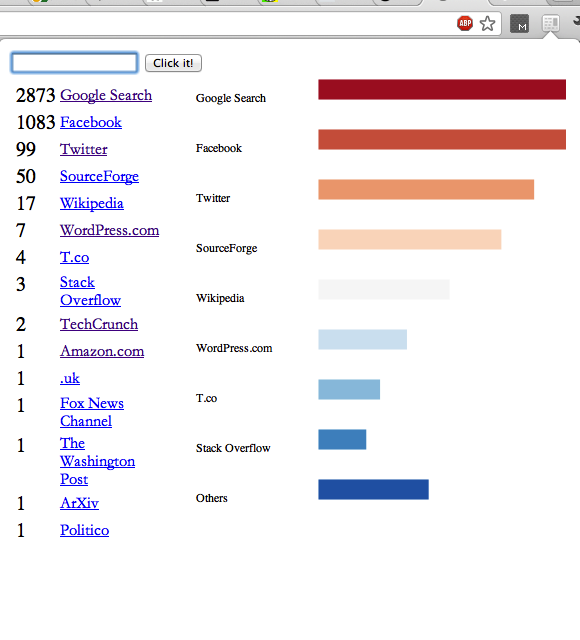 ABP
M
Click it!
2873 Google Search
1083 Facebook
99 Twitter
50 SourceForge
17 Wikipedia
7 WordPress.com
4 T.co
3 Stack
Overflow
2 TechCrunch
1 Amazon.com
1 .uk
1 Fox News
Channel
1 The
Washington
Post
1 ArXiv
1 Politico
Google Search
Facebook
Twitter
SourceForge
Wikipedia
WordPress.com
T.co
Stack Overflow
Others